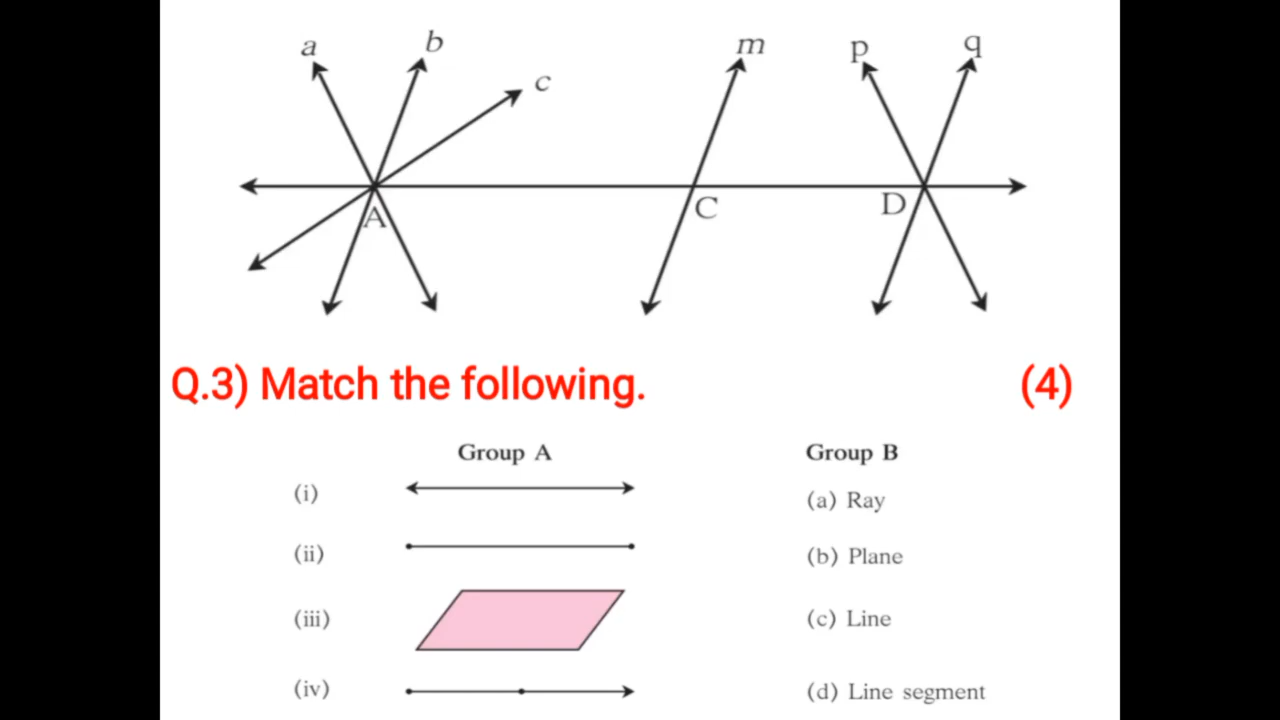 a b c m p q
A C D
Q.3) Match the following. (4)
Group A Group B
(i) (a) Ray
(ii) (b) Plane
(iii) (c) Line
(iv) (d) Line segment